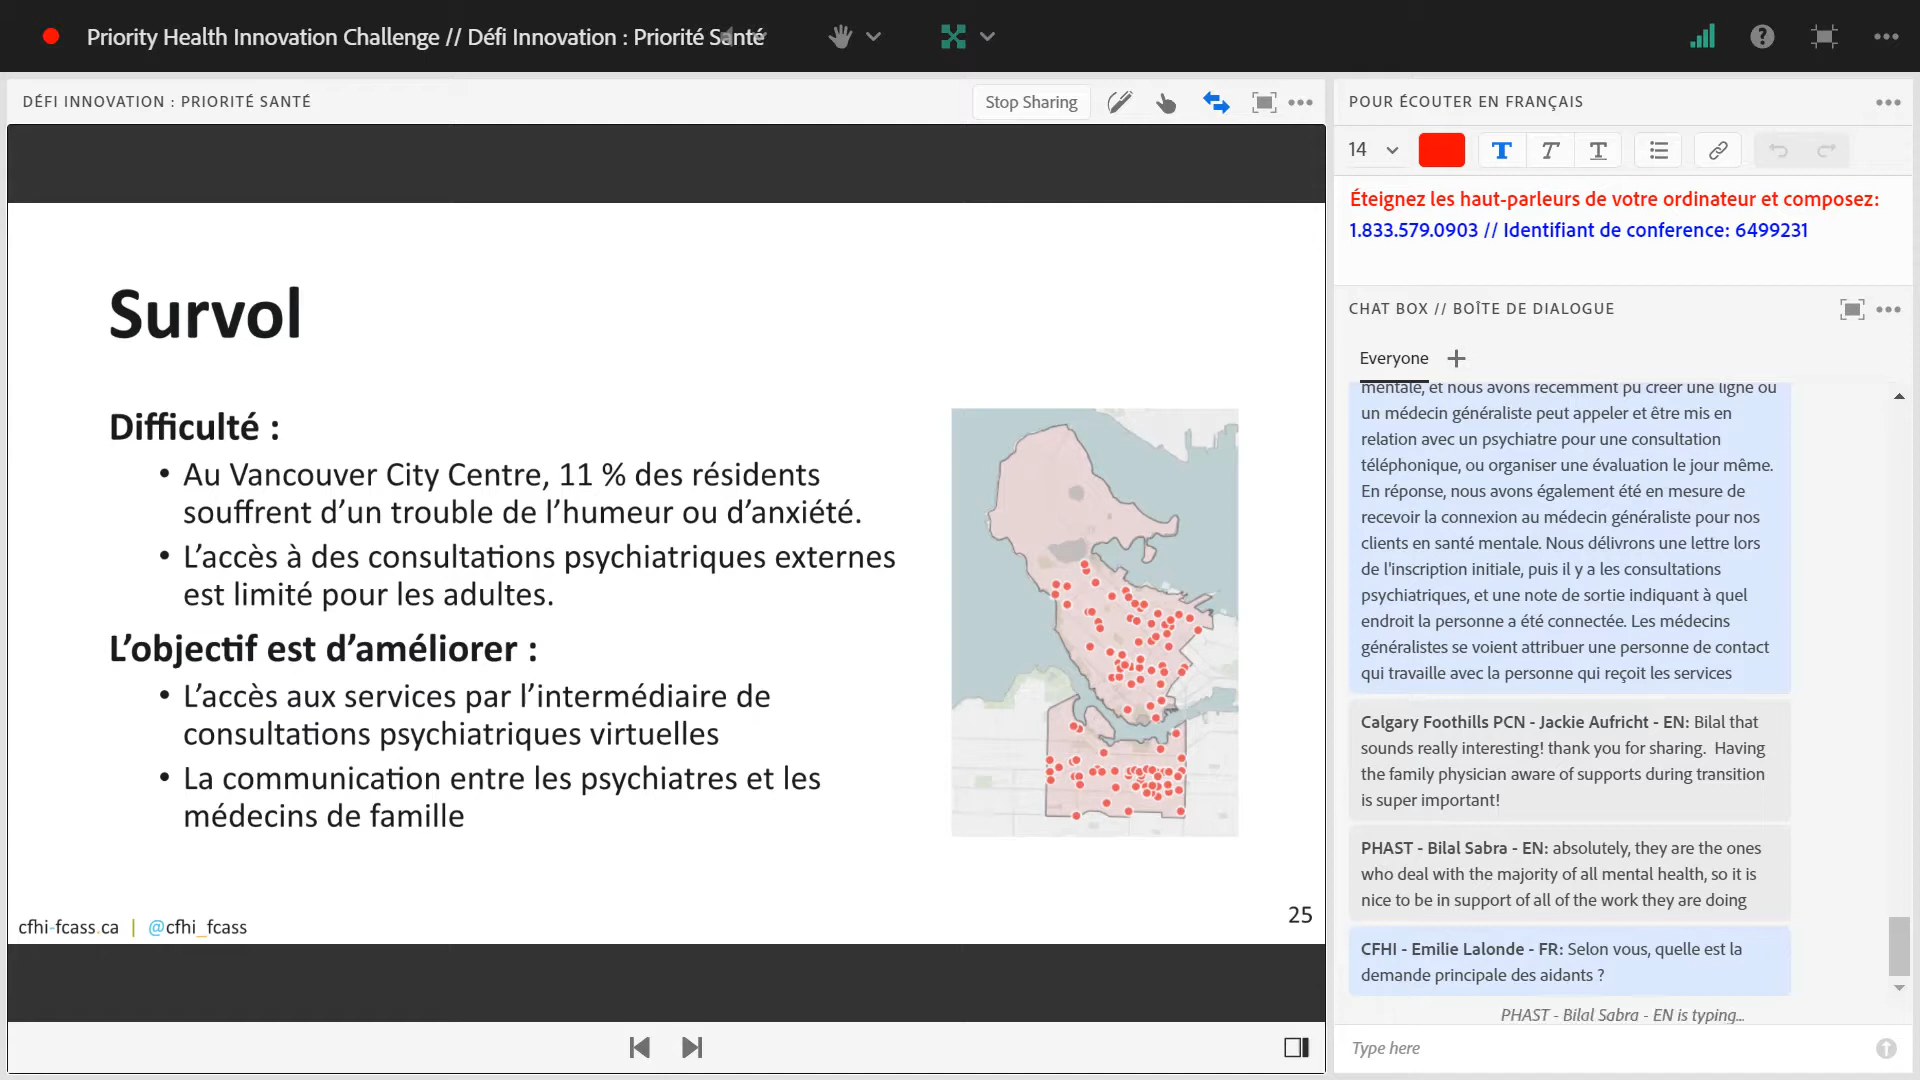 Priority Health Innovation Challenge // Défi Innovation : Priorité Santé
DÉFI INNOVATION : PRIORITÉ SANTÉ
Stop Sharing
Survol
Difficulté :
• Au Vancouver City Centre, 11 % des résidents
souffrent d’un trouble de l’humeur ou d’anxiété.
• L’accès à des consultations psychiatriques externes
est limité pour les adultes.
L’objectif est d’améliorer :
• L’accès aux services par l’intermédiaire de
consultations psychiatriques virtuelles
• La communication entre les psychiatres et les
médecins de famille
cfhi-fcass.ca | @cfhi_fcass
25
POUR ÉCOUTER EN FRANÇAIS
14
Éteignez les haut-parleurs de votre ordinateur et composez:
1.833.579.0903 // Identifiant de conference: 6499231
CHAT BOX // BOÎTE DE DIALOGUE
Everyone
mentale, et nous avons récemment pu créer une ligne où
un médecin généraliste peut appeler et être mis en
relation avec un psychiatre pour une consultation
téléphonique, ou organiser une évaluation le jour même.
En réponse, nous avons également été en mesure de
recevoir la connexion au médecin généraliste pour nos
clients en santé mentale. Nous délivrons une lettre lors
de l'inscription initiale, puis il y a les consultations
psychiatriques, et une note de sortie indiquant à quel
endroit la personne a été connectée. Les médecins
généralistes se voient attribuer une personne de contact
qui travaille avec la personne qui reçoit les services
Calgary Foothills PCN - Jackie Aufricht - EN: Bilal that
sounds really interesting! thank you for sharing.  Having
the family physician aware of supports during transition
is super important!
PHAST - Bilal Sabra - EN: absolutely, they are the ones
who deal with the majority of all mental health, so it is
nice to be in support of all of the work they are doing
CFHI - Emilie Lalonde - FR: Selon vous, quelle est la
demande principale des aidants ?
PHAST - Bilal Sabra - EN is typing...
Type here